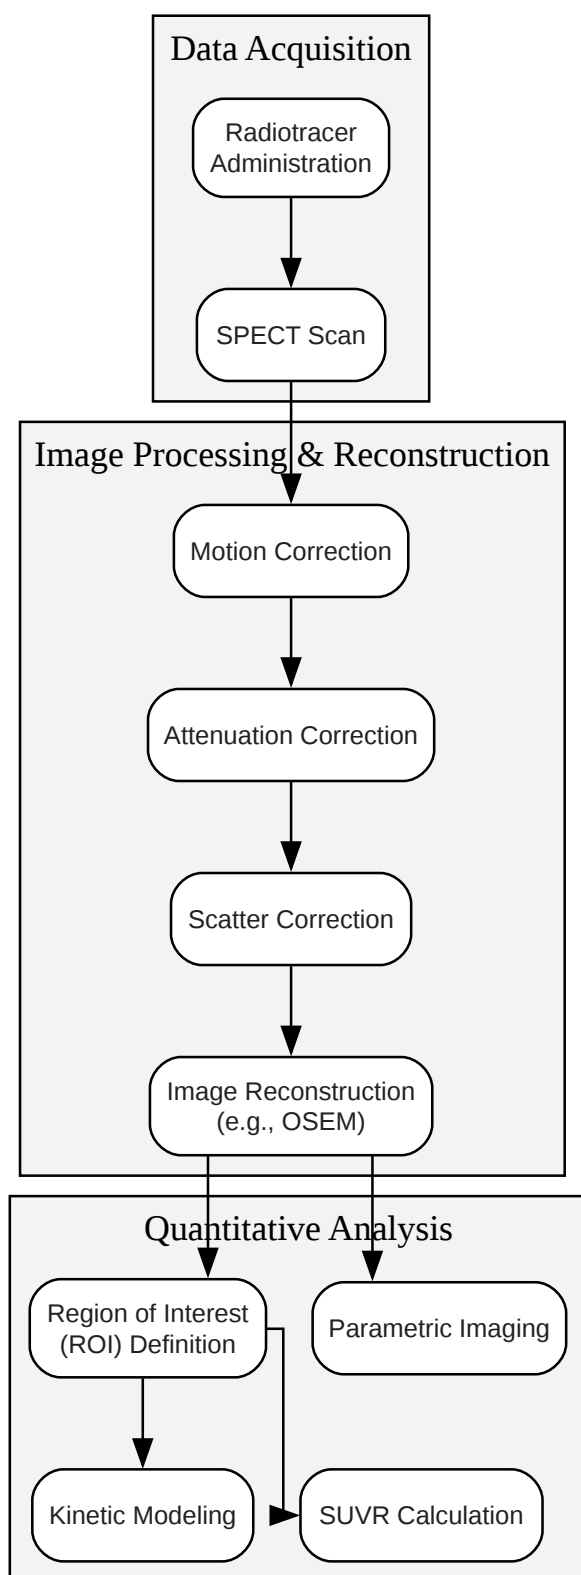 Data Acquisition
Radiotracer
Administration
SPECT Scan
Image Processing & Reconstruction
Motion Correction
Attenuation Correction
Scatter Correction
Image Reconstruction
(e.g., OSEM)
Quantitative Analysis
Region of Interest
(ROI) Definition
Parametric Imaging
Kinetic Modeling
SUVR Calculation